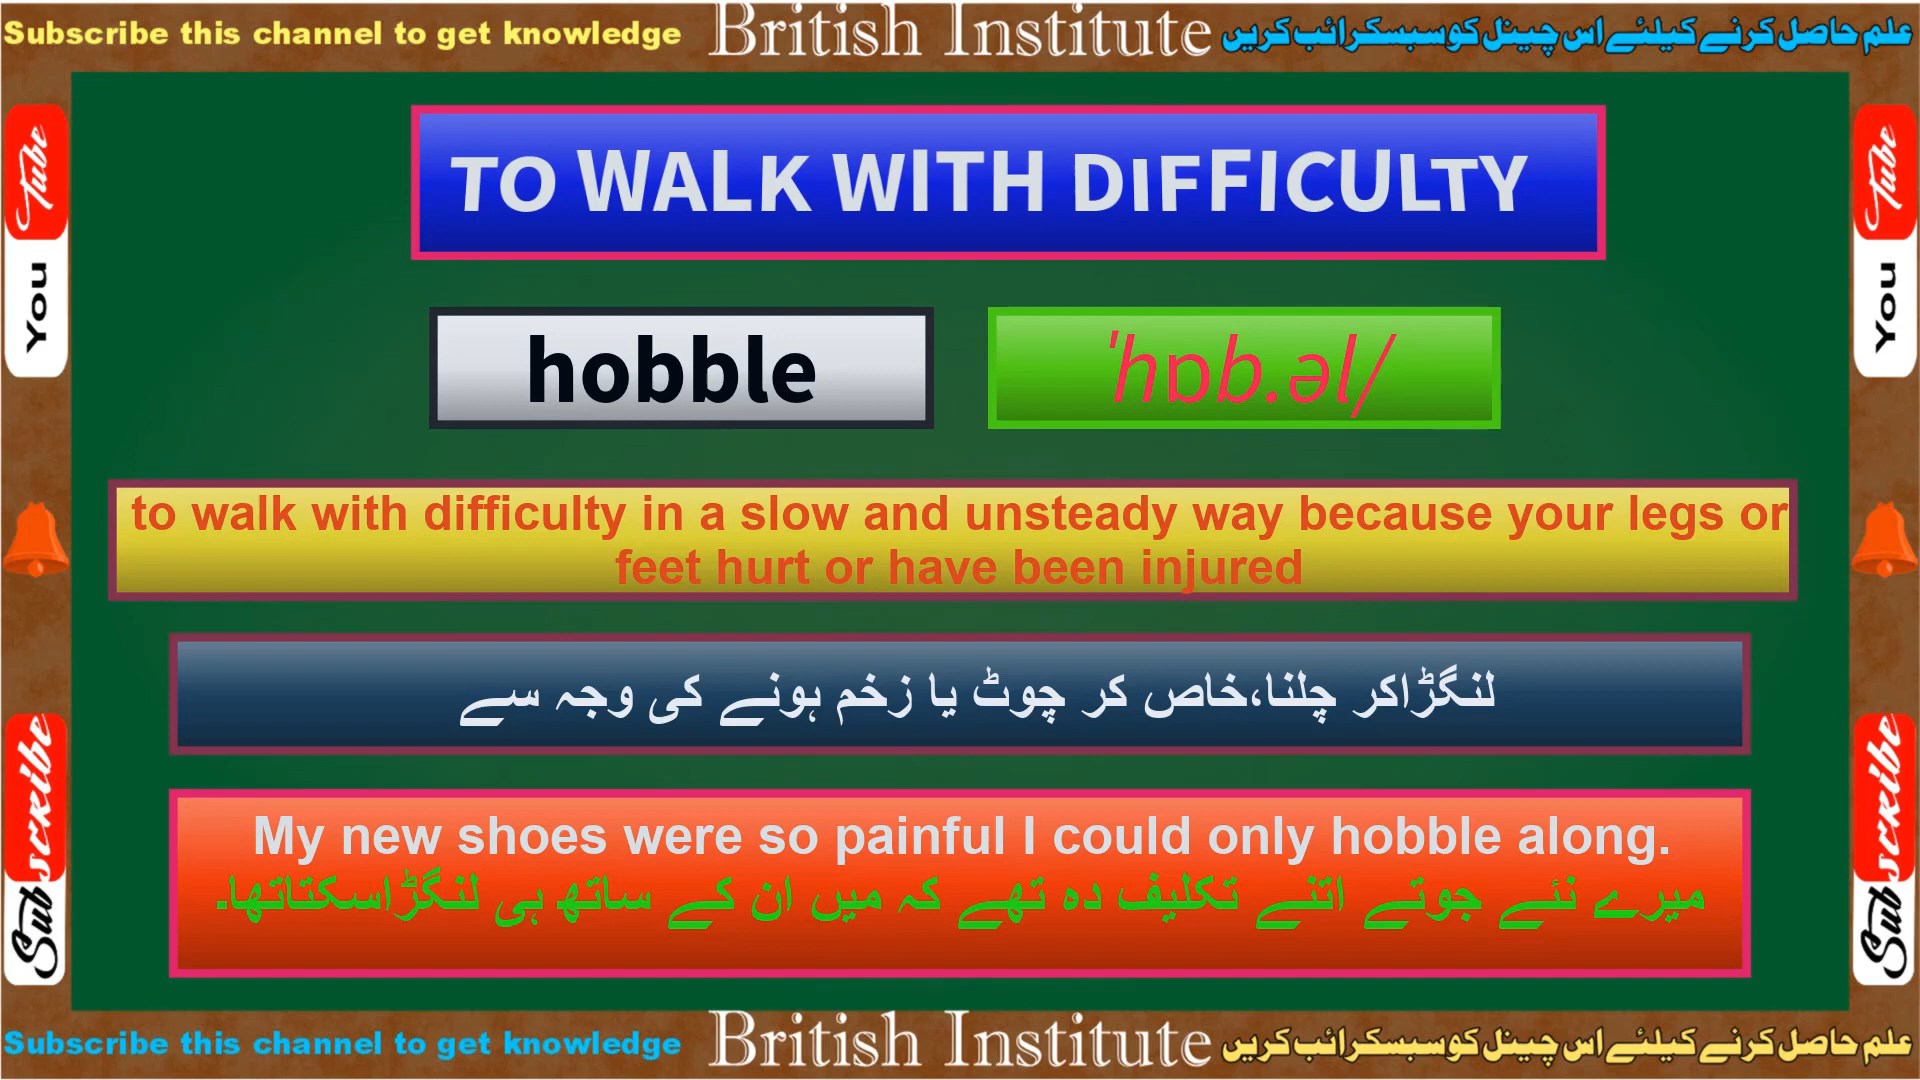 Subscribe this channel to get knowledge British Institute علم حاصل کرنے کیلئے اس چینل کو سبسکرائب کریں
You Tube
You Tube
TO WALK WITH DIFFICULTY
hobble
ˈhɒb.əl/
to walk with difficulty in a slow and unsteady way because your legs or
feet hurt or have been injured
لنگڑاکر چلنا،خاص کر چوٹ یا زخم ہونے کی وجہ سے
Subscribe
Subscribe
My new shoes were so painful I could only hobble along.
میرے نئے جوتے اتنے تکلیف دہ تھے کہ میں ان کے ساتھ ہی لنگڑاسکتاتھا۔
Subscribe this channel to get knowledge British Institute علم حاصل کرنے کیلئے اس چینل کو سبسکرائب کریں